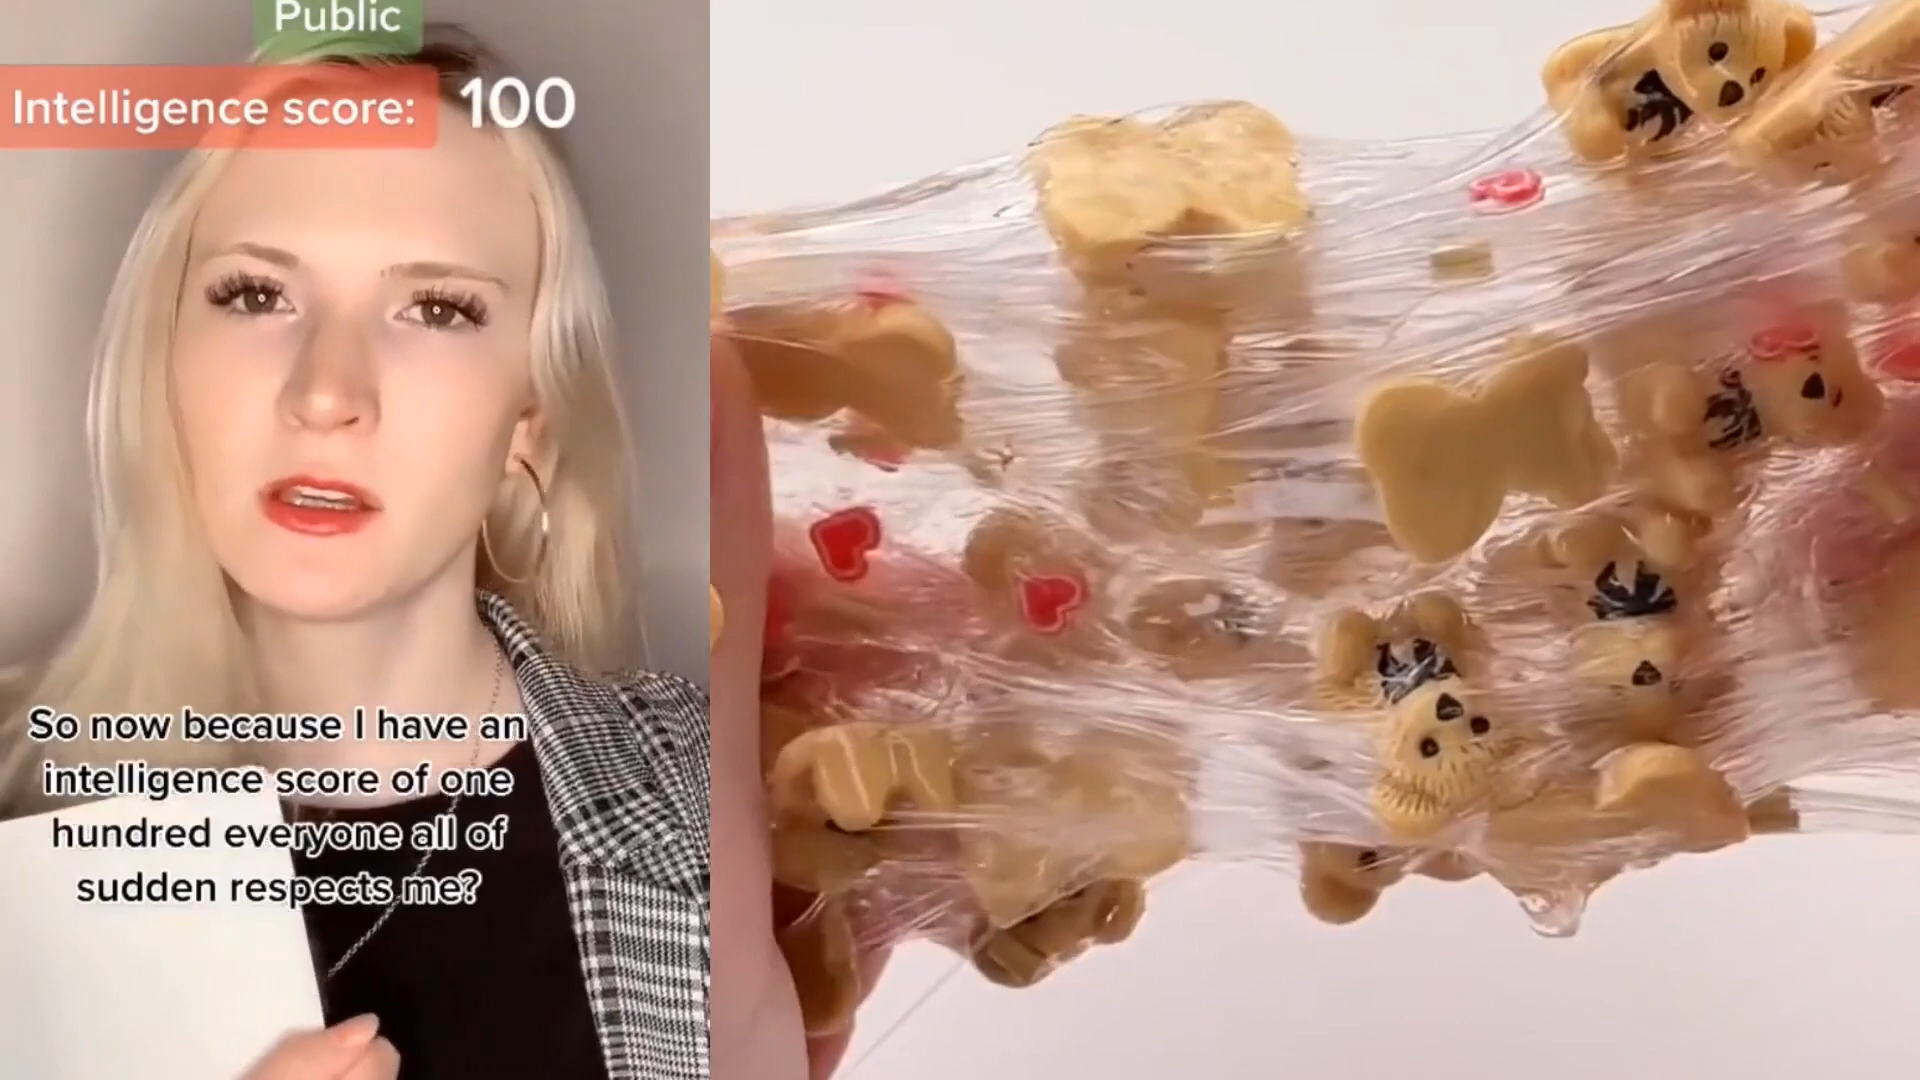 Public
Intelligence score: 100
So now because I have an
intelligence score of one
hundred everyone all of
sudden respects me?